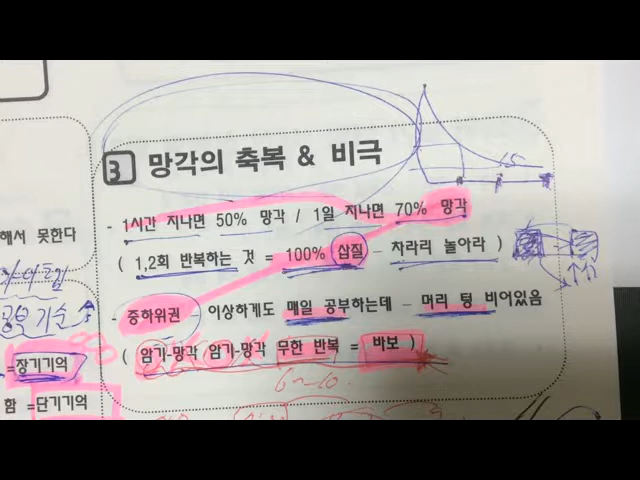 3 망각의 축복 & 비극
- 1시간 지나면 50% 망각 / 1일 지나면 70% 망각
( 1,2회 반복하는 것 = 100% 삽질 - 차라리 놀아라 )
- 중하위권 - 이상하게도 매일 공부하는데 - 머리 텅 비어있음
( 암기-망각 암기-망각 무한 반복 = 바보 )
해서 못한다
=장기기억
함 =단기기억